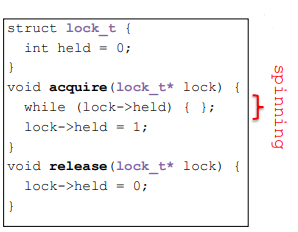 struct lock_t {
  int held = 0;
}
void acquire(lock_t* lock) {
  while (lock->held) { };
  lock->held = 1;
}
void release(lock_t* lock) {
  lock->held = 0;
}
spinning